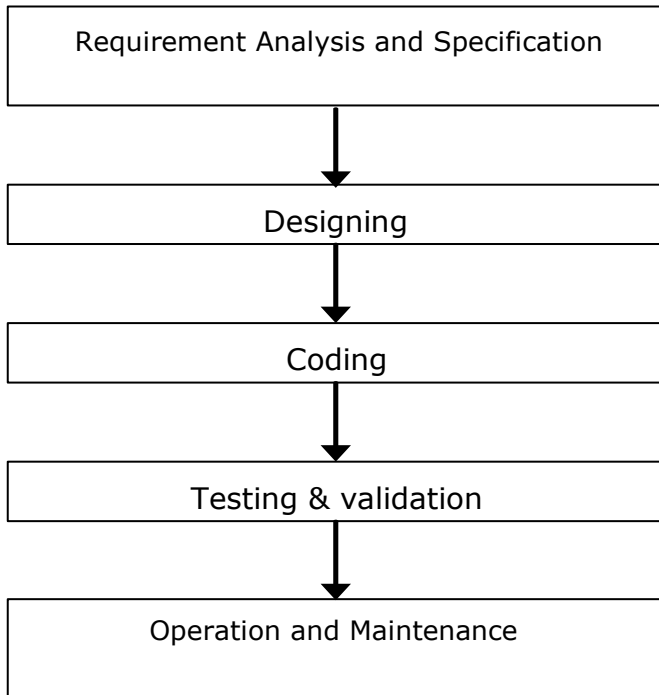 Requirement Analysis and Specification
Designing
Coding
Testing & validation
Operation and Maintenance